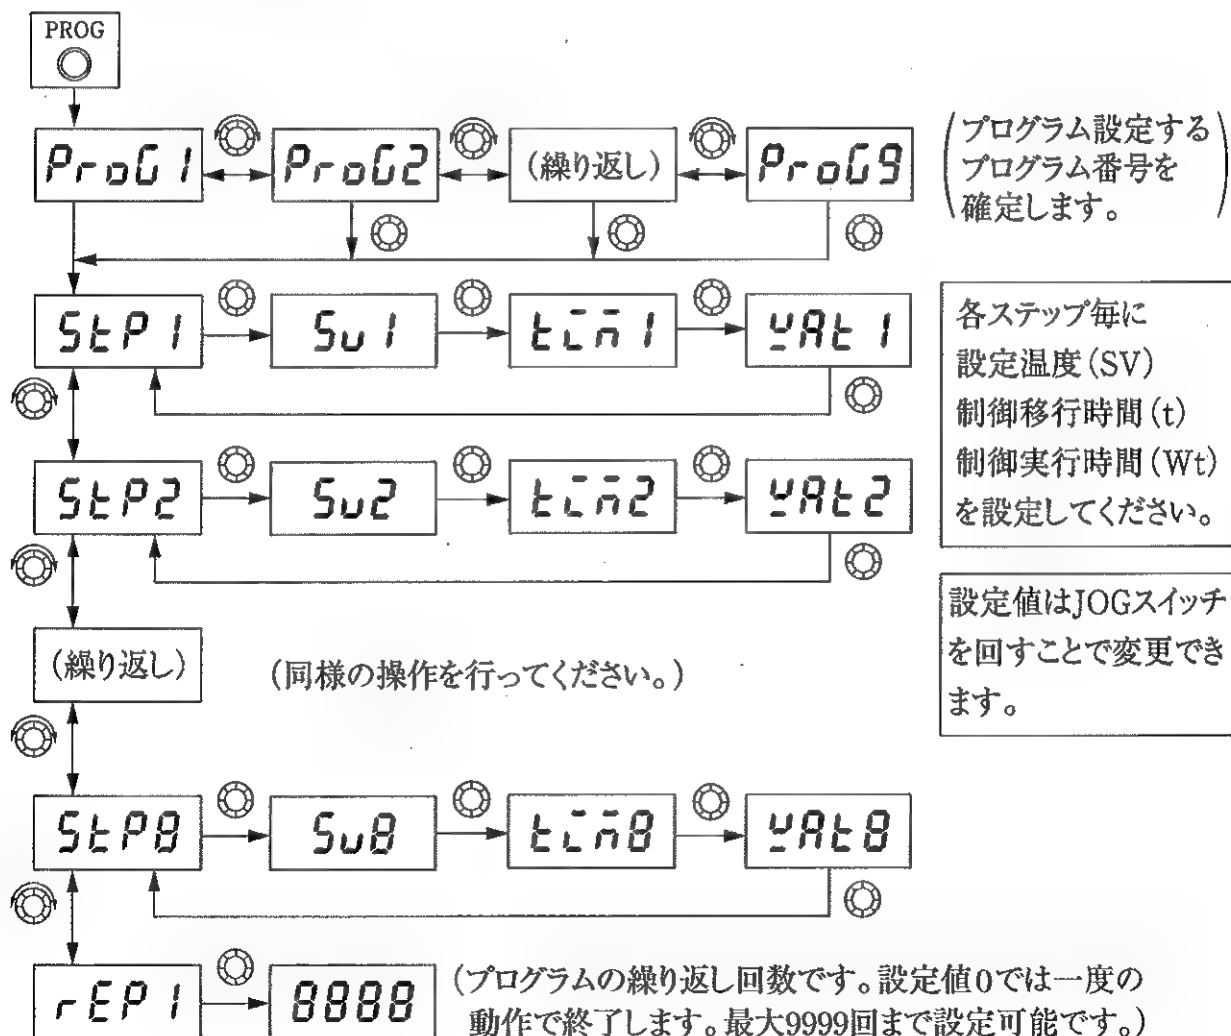 PROG
ProG1
ProG2
(繰り返し)
ProG9
(プログラム設定する
プログラム番号を
確定します。)
StP1
Sv1
tim1
WAt1
各ステップ毎に
設定温度(SV)
制御移行時間(t)
制御実行時間(Wt)
を設定してください。
StP2
Sv2
tim2
WAt2
設定値はJOGスイッチ
を回すことで変更でき
ます。
(繰り返し)
(同様の操作を行ってください。)
StP8
Sv8
tim8
WAt8
rEP1
8888
(プログラムの繰り返し回数です。設定値0では一度の
動作で終了します。最大9999回まで設定可能です。)